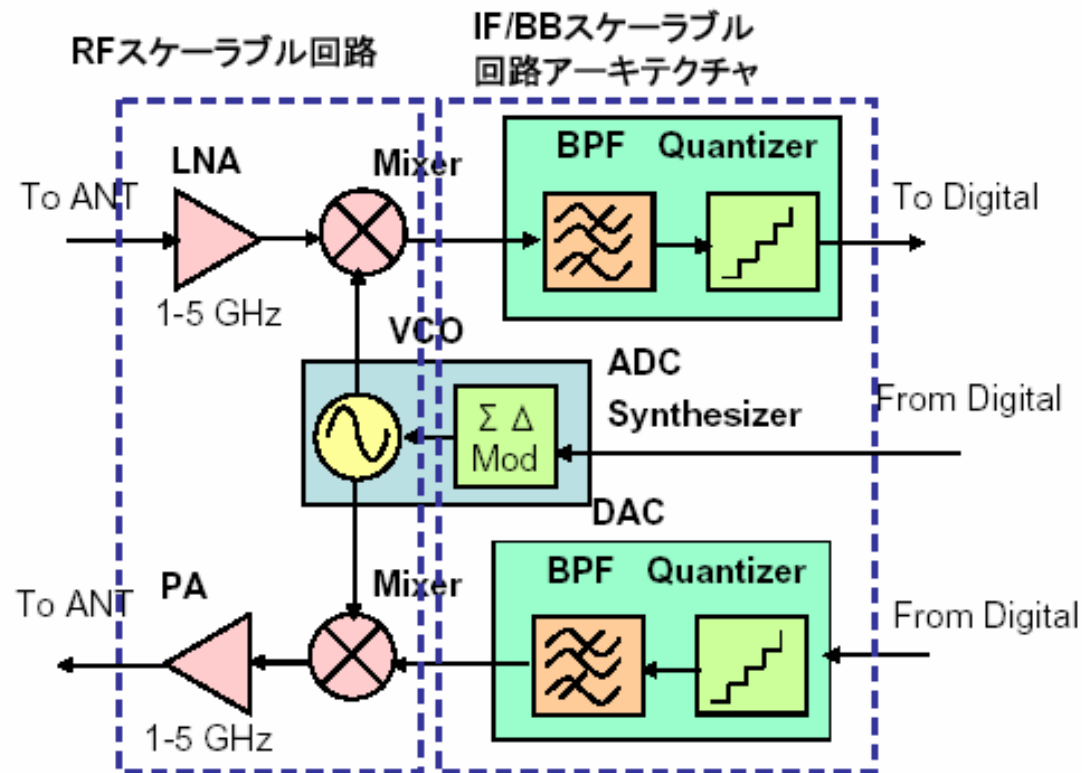 RFスケーラブル回路
IF/BBスケーラブル
回路アーキテクチャ
LNA
Mixer
BPF Quantizer
To ANT
To Digital
1-5 GHz
VCO
ADC
Synthesizer
From Digital
Σ Δ
Mod
DAC
PA
Mixer
BPF Quantizer
To ANT
From Digital
1-5 GHz